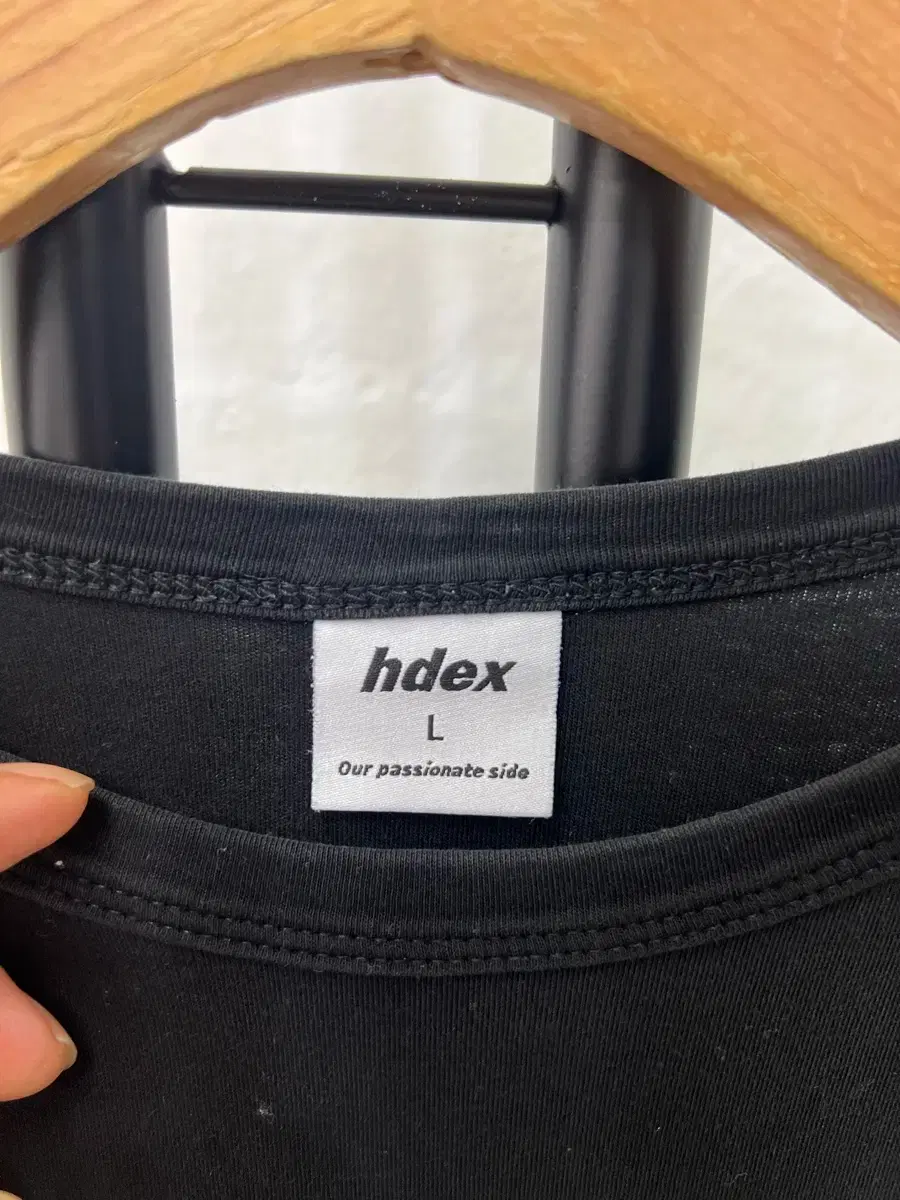 hdex
L
Our passionate side